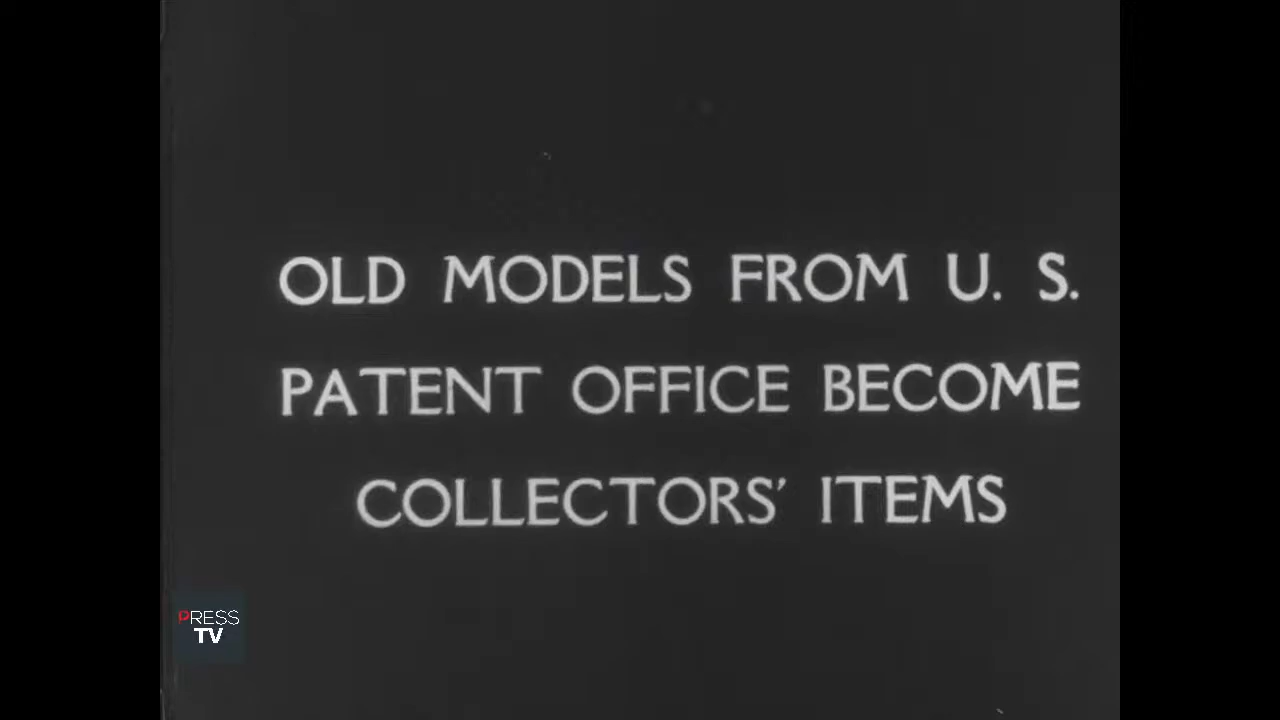 OLD MODELS FROM U. S.
PATENT OFFICE BECOME
COLLECTORS' ITEMS
PRESS
TV